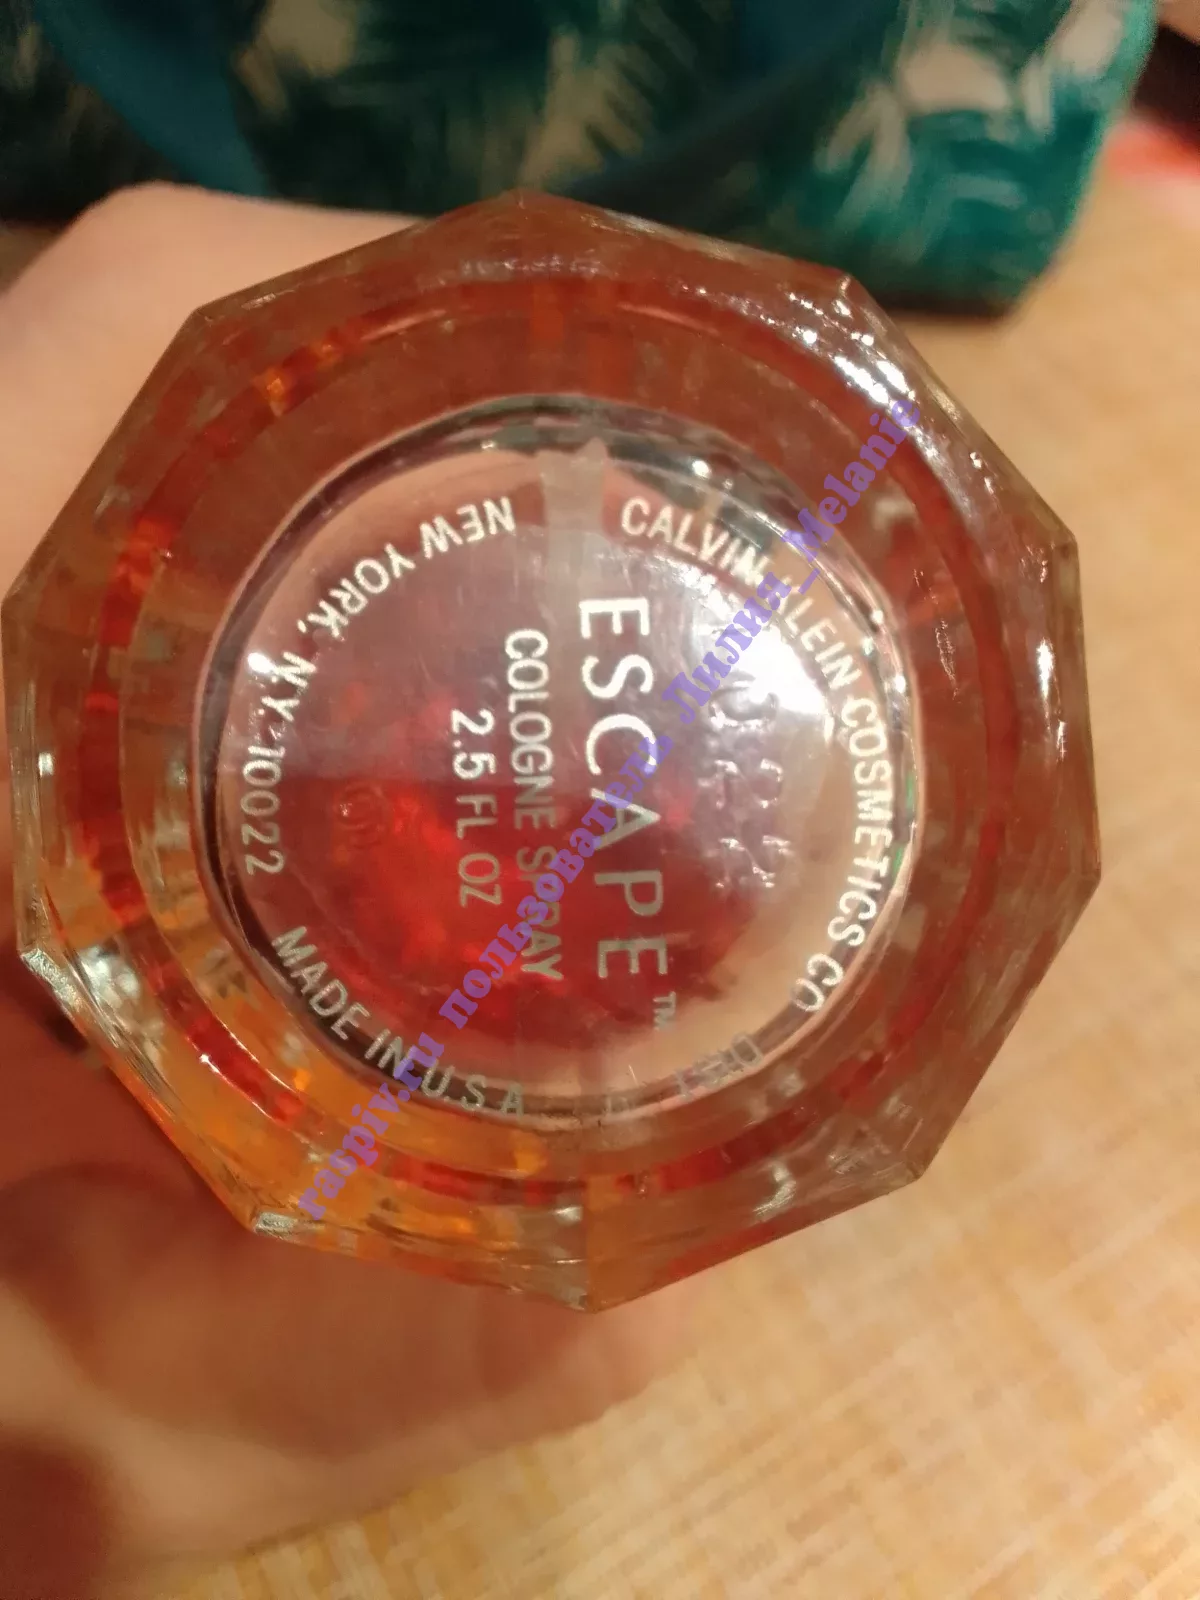 CALVIN KLEIN COSMETICS CO
ESCAPE™
COLOGNE SPRAY
2.5 FL OZ
NEW YORK, N.Y. 10022
MADE IN U.S.A.
DIST
raspiv.ru пользователь Лилия_Melanie